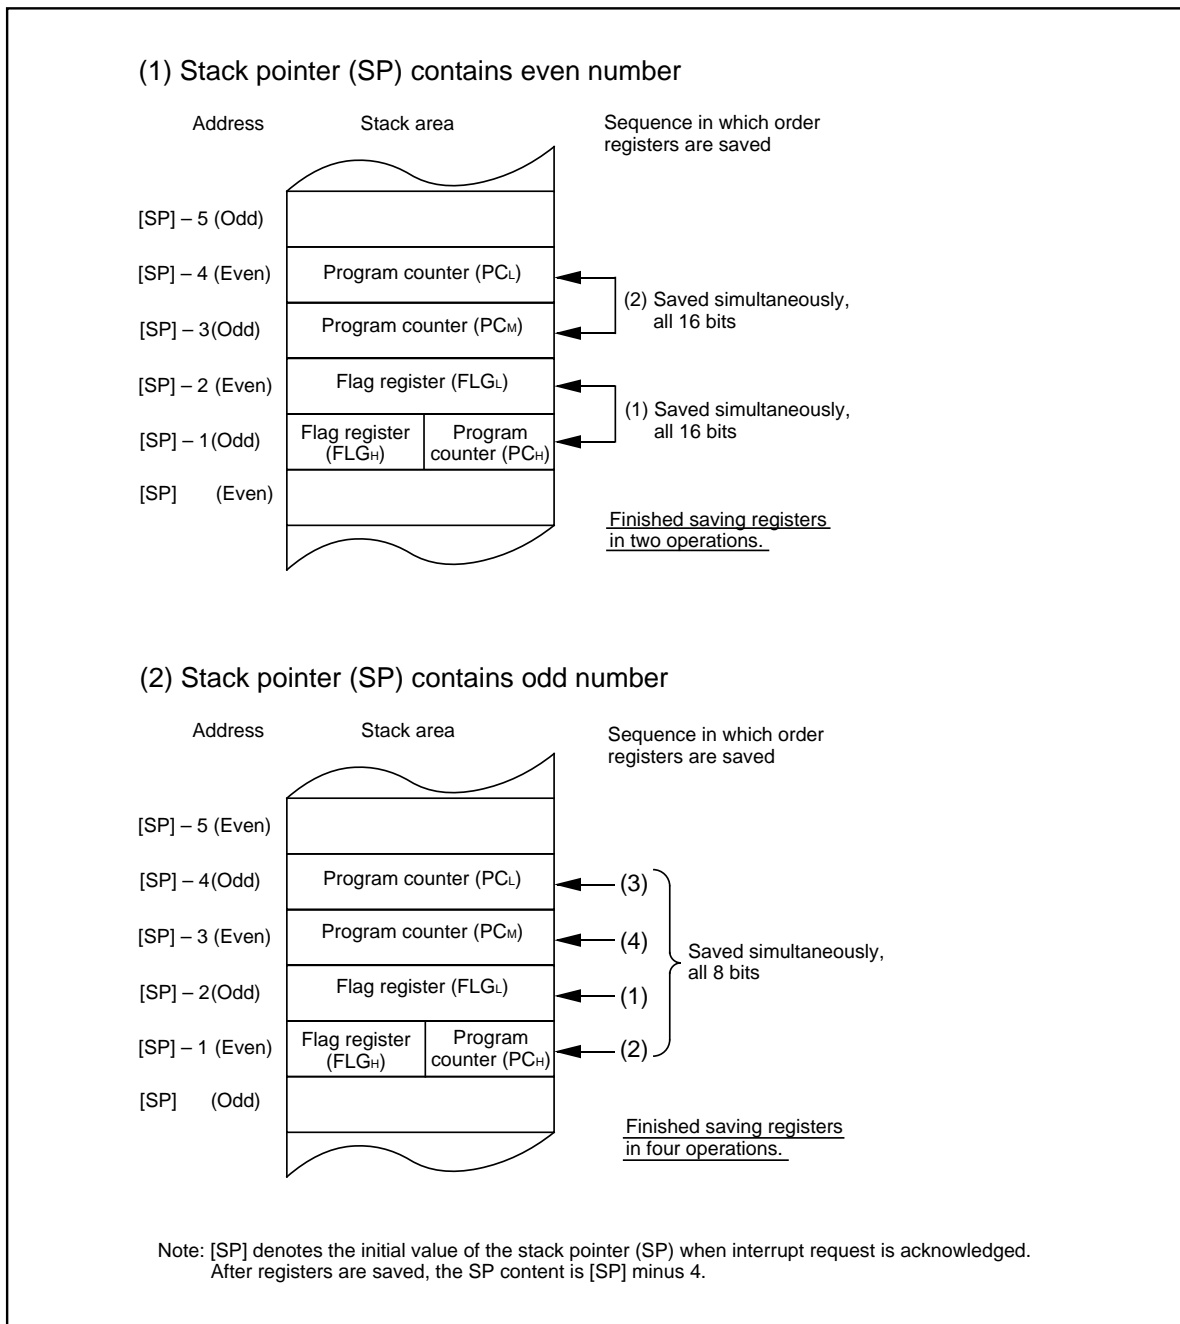 (1) Stack pointer (SP) contains even number
Address Stack area Sequence in which order
registers are saved
[SP] – 5 (Odd)
[SP] – 4 (Even) Program counter (PCL)
(2) Saved simultaneously,
all 16 bits
[SP] – 3(Odd) Program counter (PCM)
[SP] – 2 (Even) Flag register (FLGL)
(1) Saved simultaneously,
all 16 bits
[SP] – 1(Odd) Flag register
(FLGH) Program
counter (PCH)
[SP] (Even)
Finished saving registers
in two operations.
(2) Stack pointer (SP) contains odd number
Address Stack area Sequence in which order
registers are saved
[SP] – 5 (Even)
[SP] – 4(Odd) Program counter (PCL) (3)
[SP] – 3 (Even) Program counter (PCM) (4)
Saved simultaneously,
all 8 bits
[SP] – 2(Odd) Flag register (FLGL) (1)
[SP] – 1 (Even) Flag register
(FLGH) Program
counter (PCH) (2)
[SP] (Odd)
Finished saving registers
in four operations.
Note: [SP] denotes the initial value of the stack pointer (SP) when interrupt request is acknowledged.
After registers are saved, the SP content is [SP] minus 4.